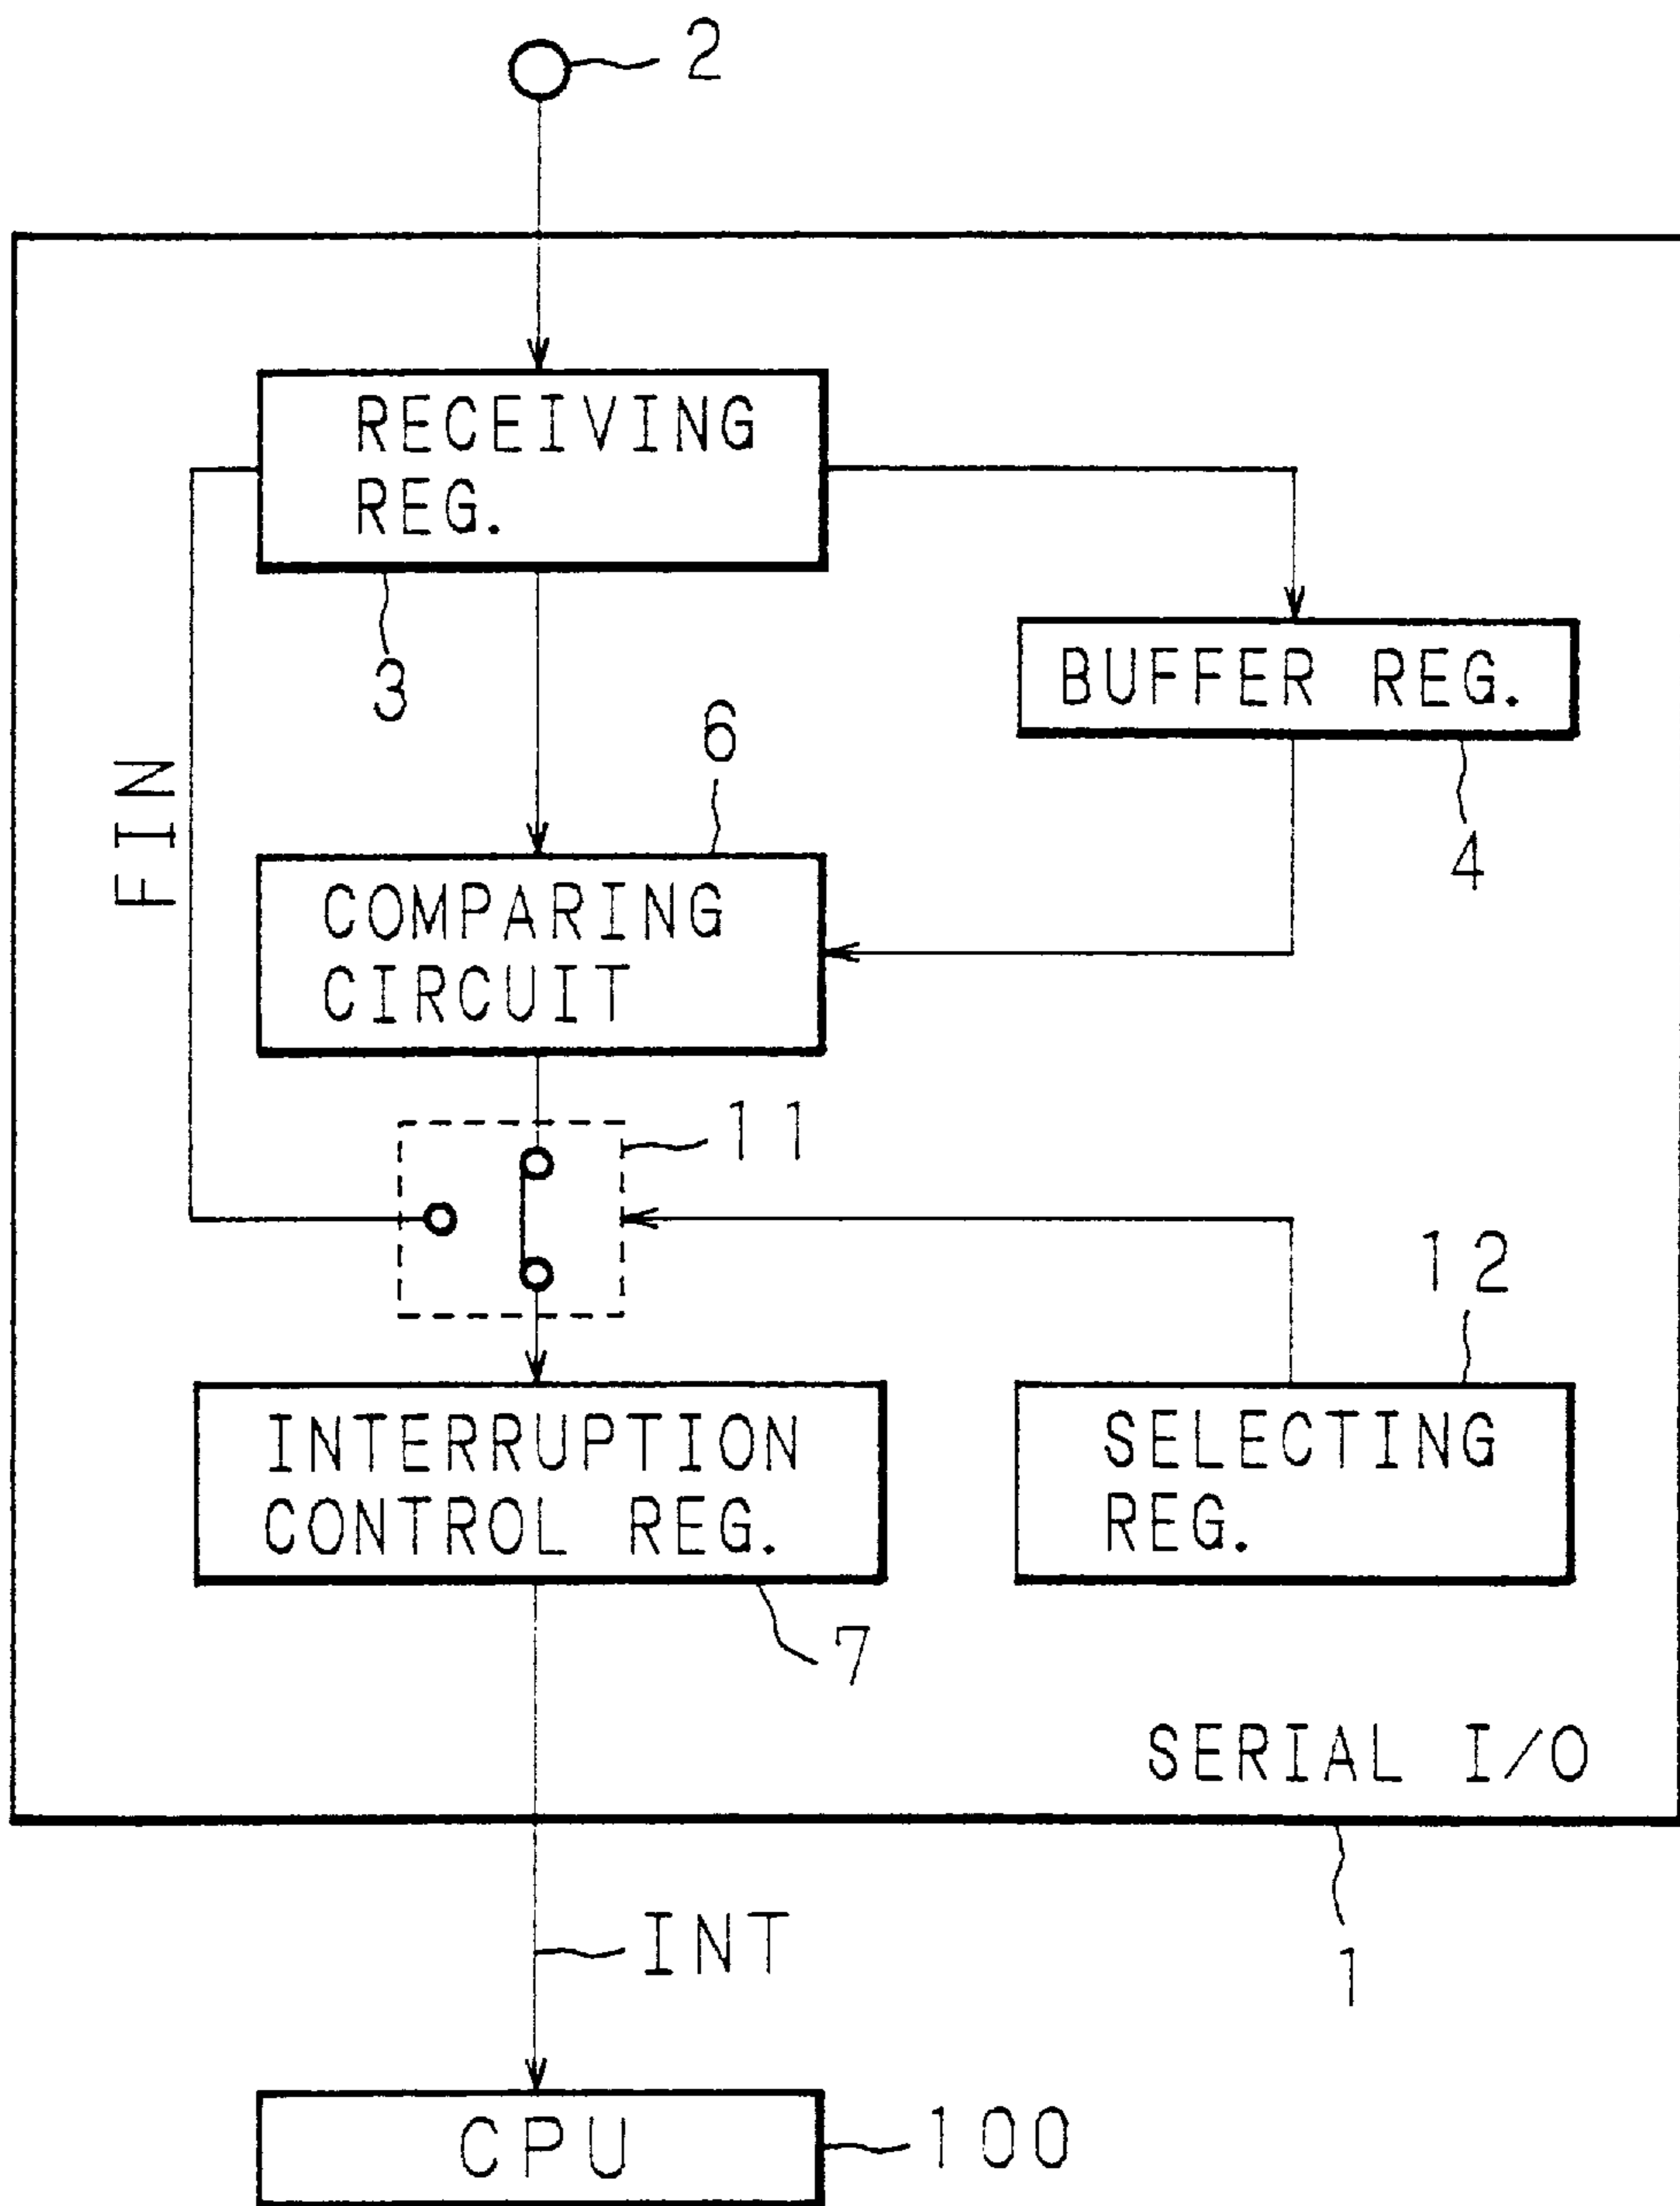 2
RECEIVING
REG.
3
BUFFER REG.
4
FIN
6
COMPARING
CIRCUIT
11
12
INTERRUPTION
CONTROL REG.
7
SELECTING
REG.
SERIAL I/O
1
INT
CPU
100